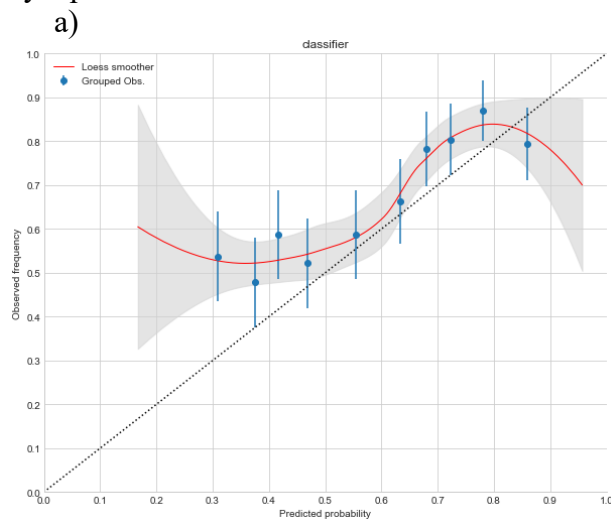 a)
classifier
Loess smoother
Grouped Obs.
1.0
0.9
0.8
0.7
0.6
0.5
0.4
0.3
0.2
0.1
0.0
Observed frequency
0.0 0.1 0.2 0.3 0.4 0.5 0.6 0.7 0.8 0.9 1.0
Predicted probability